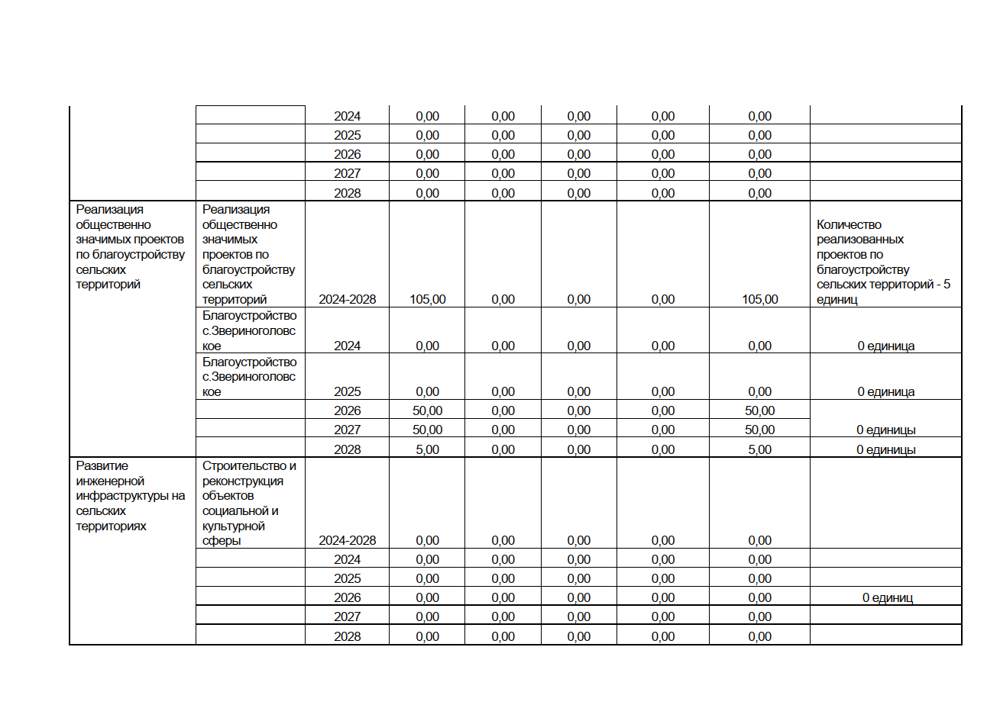 2024 0,00 0,00 0,00 0,00 0,00
2025 0,00 0,00 0,00 0,00 0,00
2026 0,00 0,00 0,00 0,00 0,00
2027 0,00 0,00 0,00 0,00 0,00
2028 0,00 0,00 0,00 0,00 0,00
Реализация
общественно
значимых проектов
по благоустройству
сельских
территорий
Реализация
общественно
значимых
проектов по
благоустройству
сельских
территорий
2024-2028 105,00 0,00 0,00 0,00 105,00
Количество
реализованных
проектов по
благоустройству
сельских территорий - 5
единиц
Благоустройство
с.Звериноголовс
кое
2024 0,00 0,00 0,00 0,00 0,00 0 единица
Благоустройство
с.Звериноголовс
кое
2025 0,00 0,00 0,00 0,00 0,00 0 единица
2026 50,00 0,00 0,00 0,00 50,00
2027 50,00 0,00 0,00 0,00 50,00 0 единицы
2028 5,00 0,00 0,00 0,00 5,00 0 единицы
Развитие
инженерной
инфраструктуры на
сельских
территориях
Строительство и
реконструкция
объектов
социальной и
культурной
сферы
2024-2028 0,00 0,00 0,00 0,00 0,00
2024 0,00 0,00 0,00 0,00 0,00
2025 0,00 0,00 0,00 0,00 0,00
2026 0,00 0,00 0,00 0,00 0,00 0 единиц
2027 0,00 0,00 0,00 0,00 0,00
2028 0,00 0,00 0,00 0,00 0,00